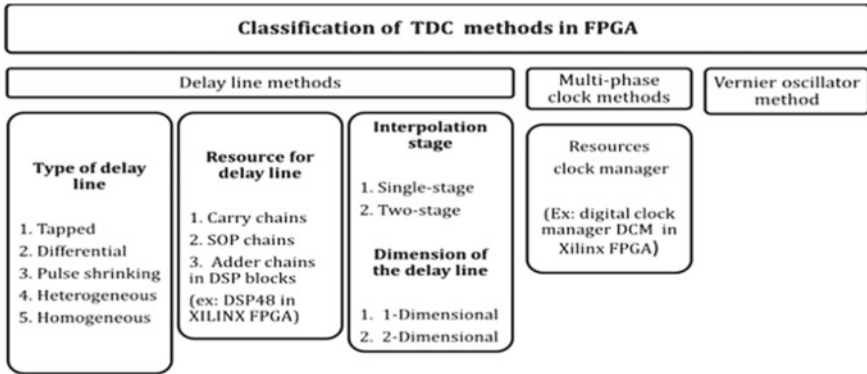 Classification of TDC methods in FPGA
Delay line methods
Multi-phase
clock methods
Vernier oscillator
method
Type of delay
line
1. Tapped
2. Differential
3. Pulse shrinking
4. Heterogeneous
5. Homogeneous
Resource for
delay line
1. Carry chains
2. SOP chains
3. Adder chains
in DSP blocks
(ex: DSP48 in
XILINX FPGA)
Interpolation
stage
1. Single-stage
2. Two-stage
Dimension of
the delay line
1. 1-Dimensional
2. 2-Dimensional
Resources
clock manager
(Ex: digital clock
manager DCM in
Xilinx FPGA)